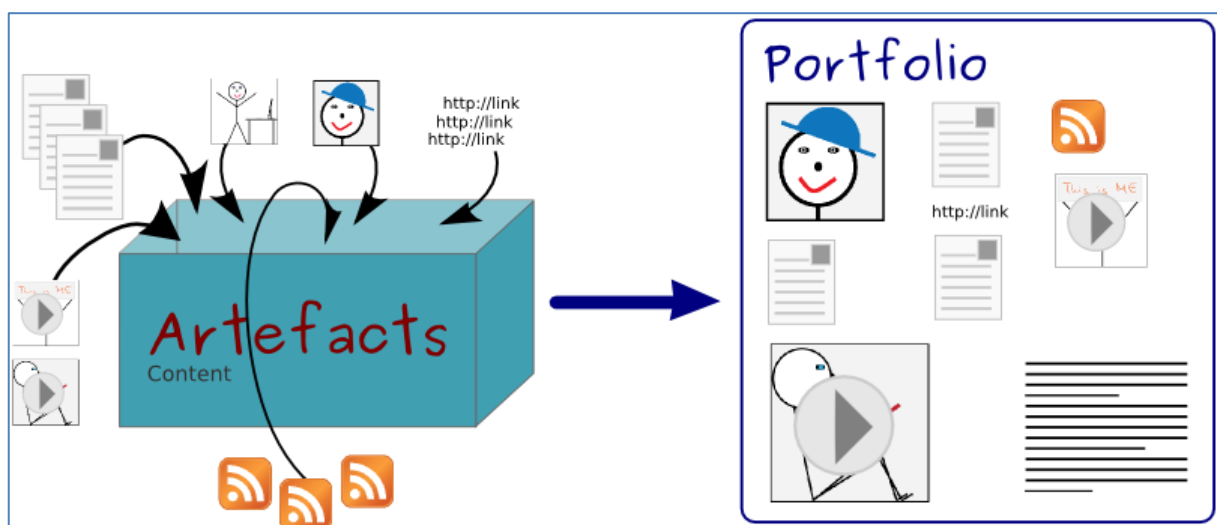 Portfolio
http://link
http://link
http://link
This is ME
http://link
This is ME
Artefacts
Content